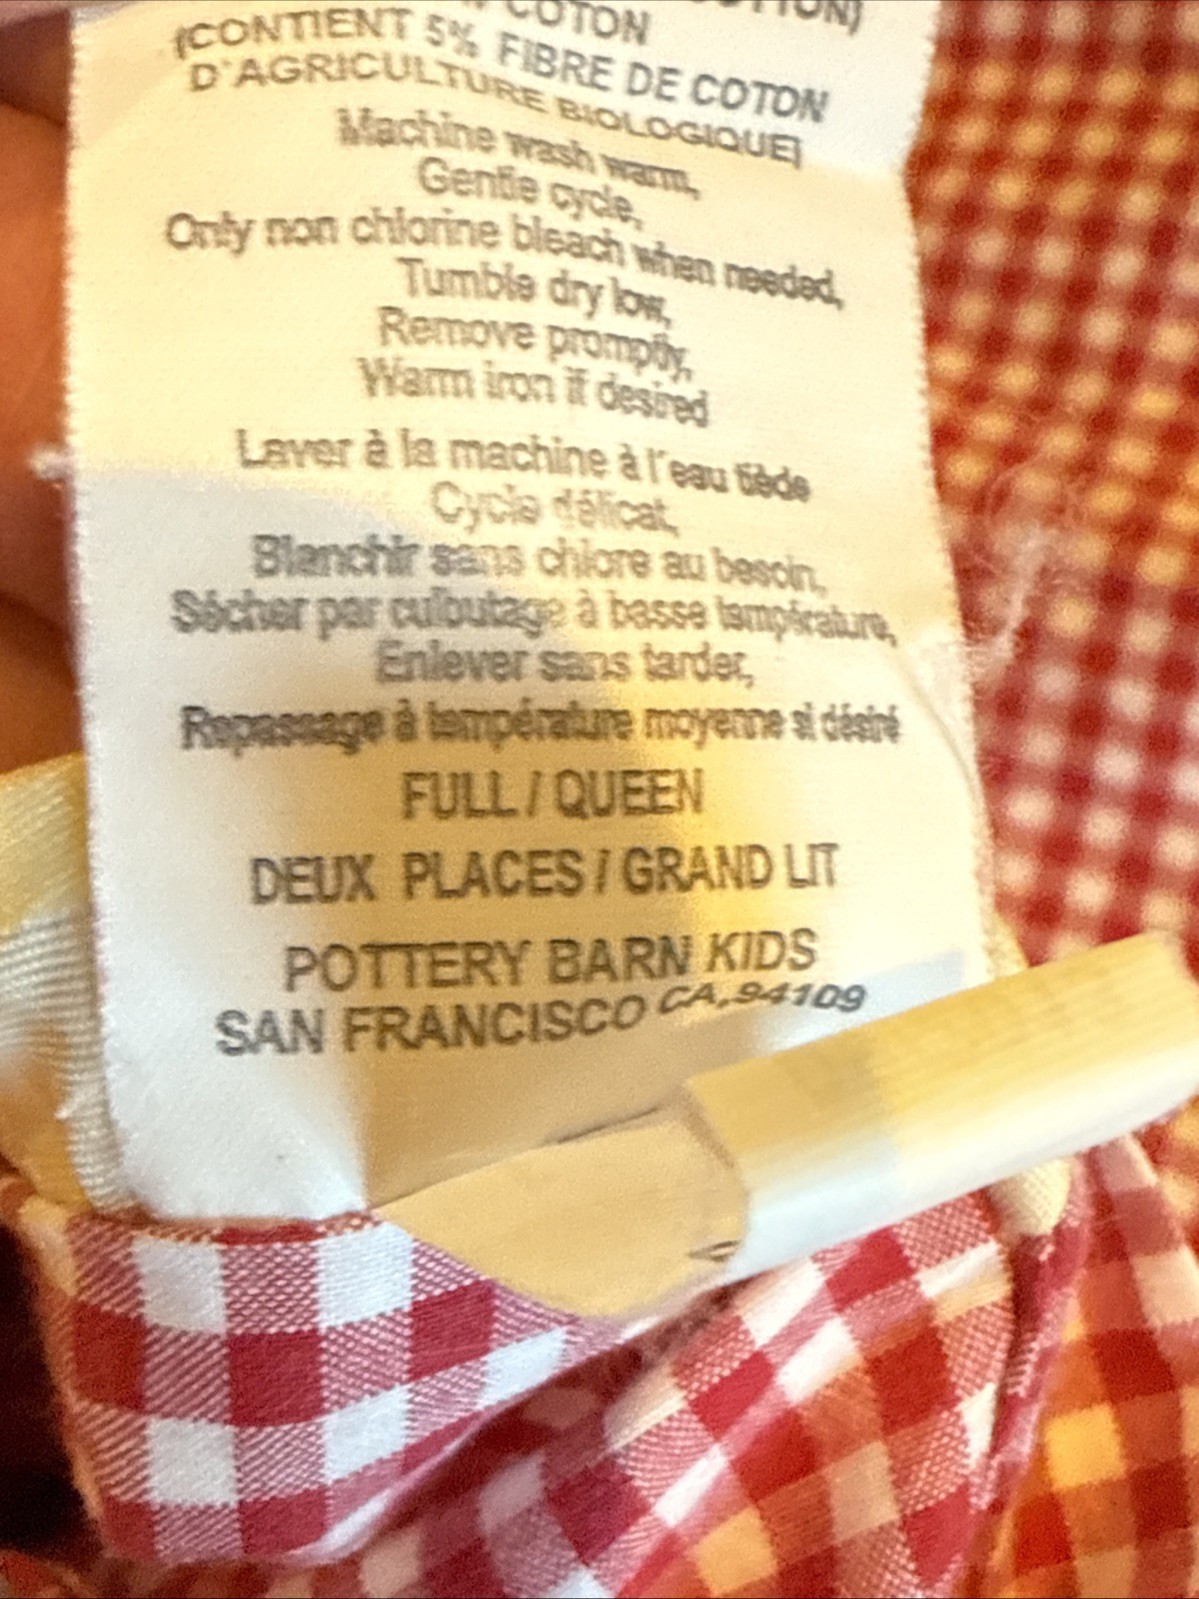 COTTON)
COTON
(CONTIENT 5% FIBRE DE COTON
D'AGRICULTURE BIOLOGIQUE)
Machine wash warm,
Gentle cycle,
Only non chlorine bleach when needed,
Tumble dry low,
Remove promptly,
Warm iron if desired
Laver à la machine à l'eau tiède
Cycle délicat,
Blanchir sans chlore au besoin,
Sécher par culbutage à basse température,
Enlever sans tarder,
Repassage à température moyenne si désiré
FULL / QUEEN
DEUX PLACES / GRAND LIT
POTTERY BARN KIDS
SAN FRANCISCO CA,94109